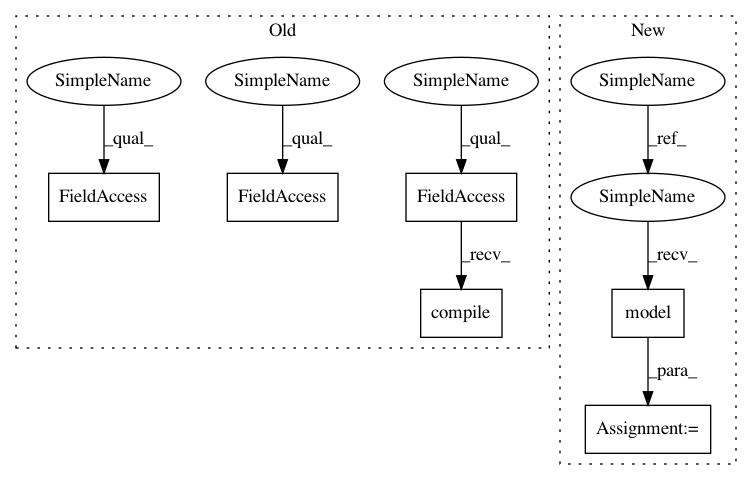 Old
New
SimpleName
SimpleName
SimpleName
SimpleName
_qual_
_qual_
_qual_
_ref_
FieldAccess
FieldAccess
FieldAccess
SimpleName
_recv_
_recv_
compile
model
_para_
Assignment:=